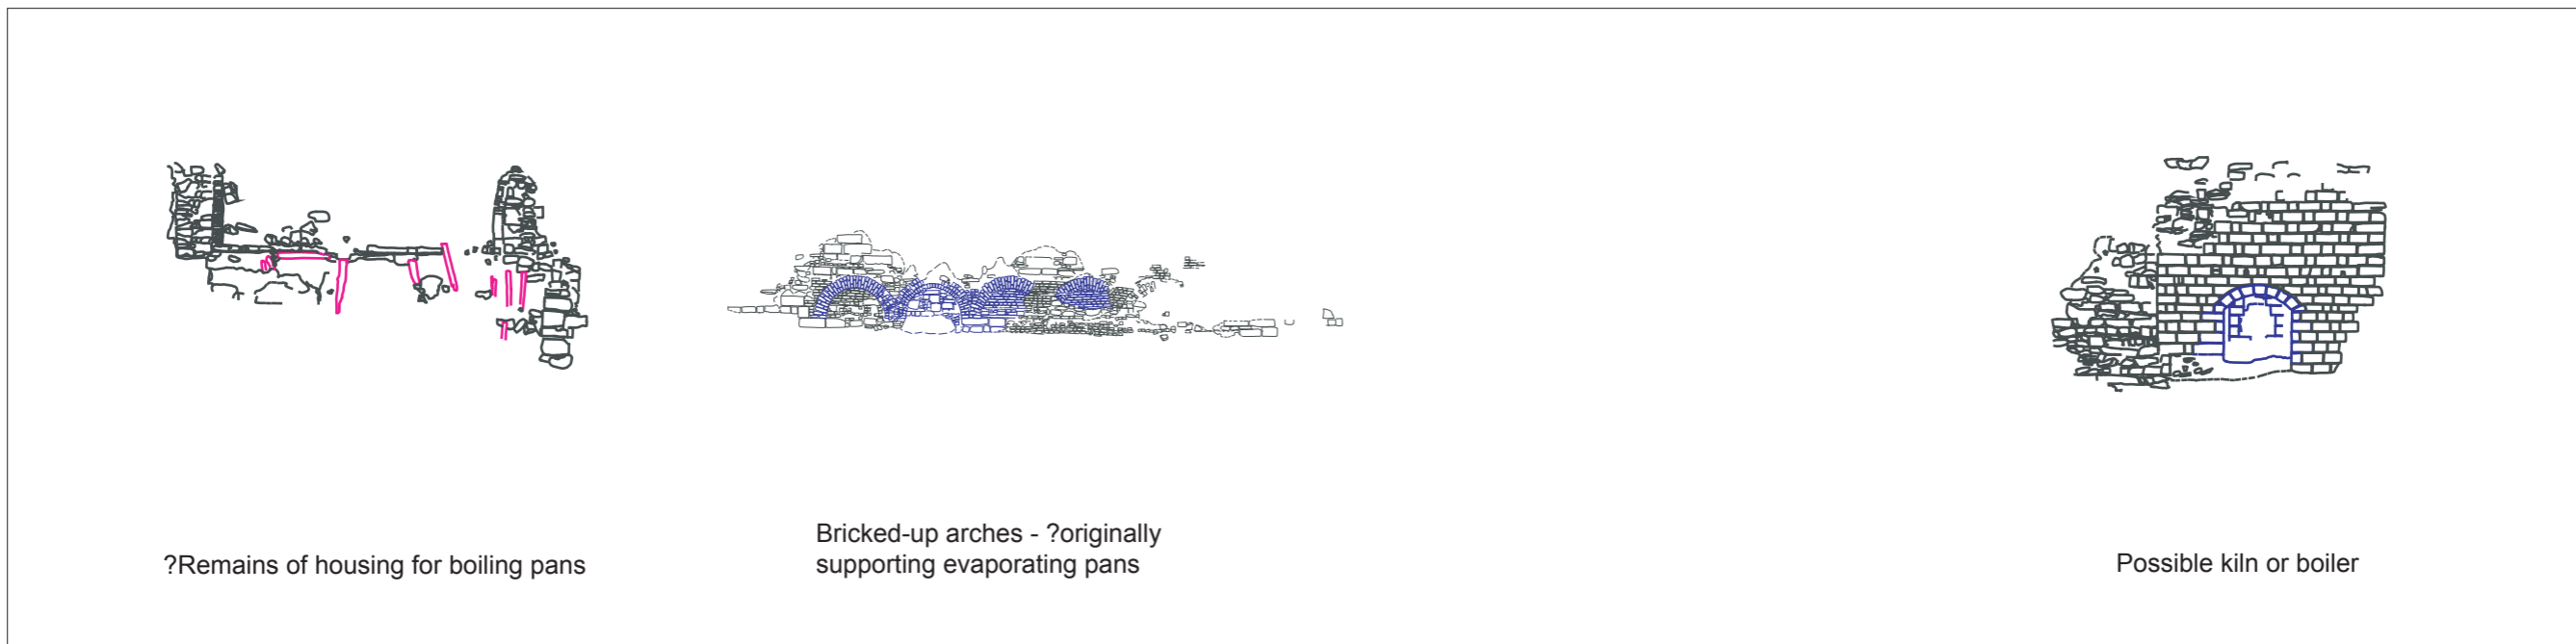 ?Remains of housing for boiling pans
Bricked-up arches - ?originally
supporting evaporating pans
Possible kiln or boiler